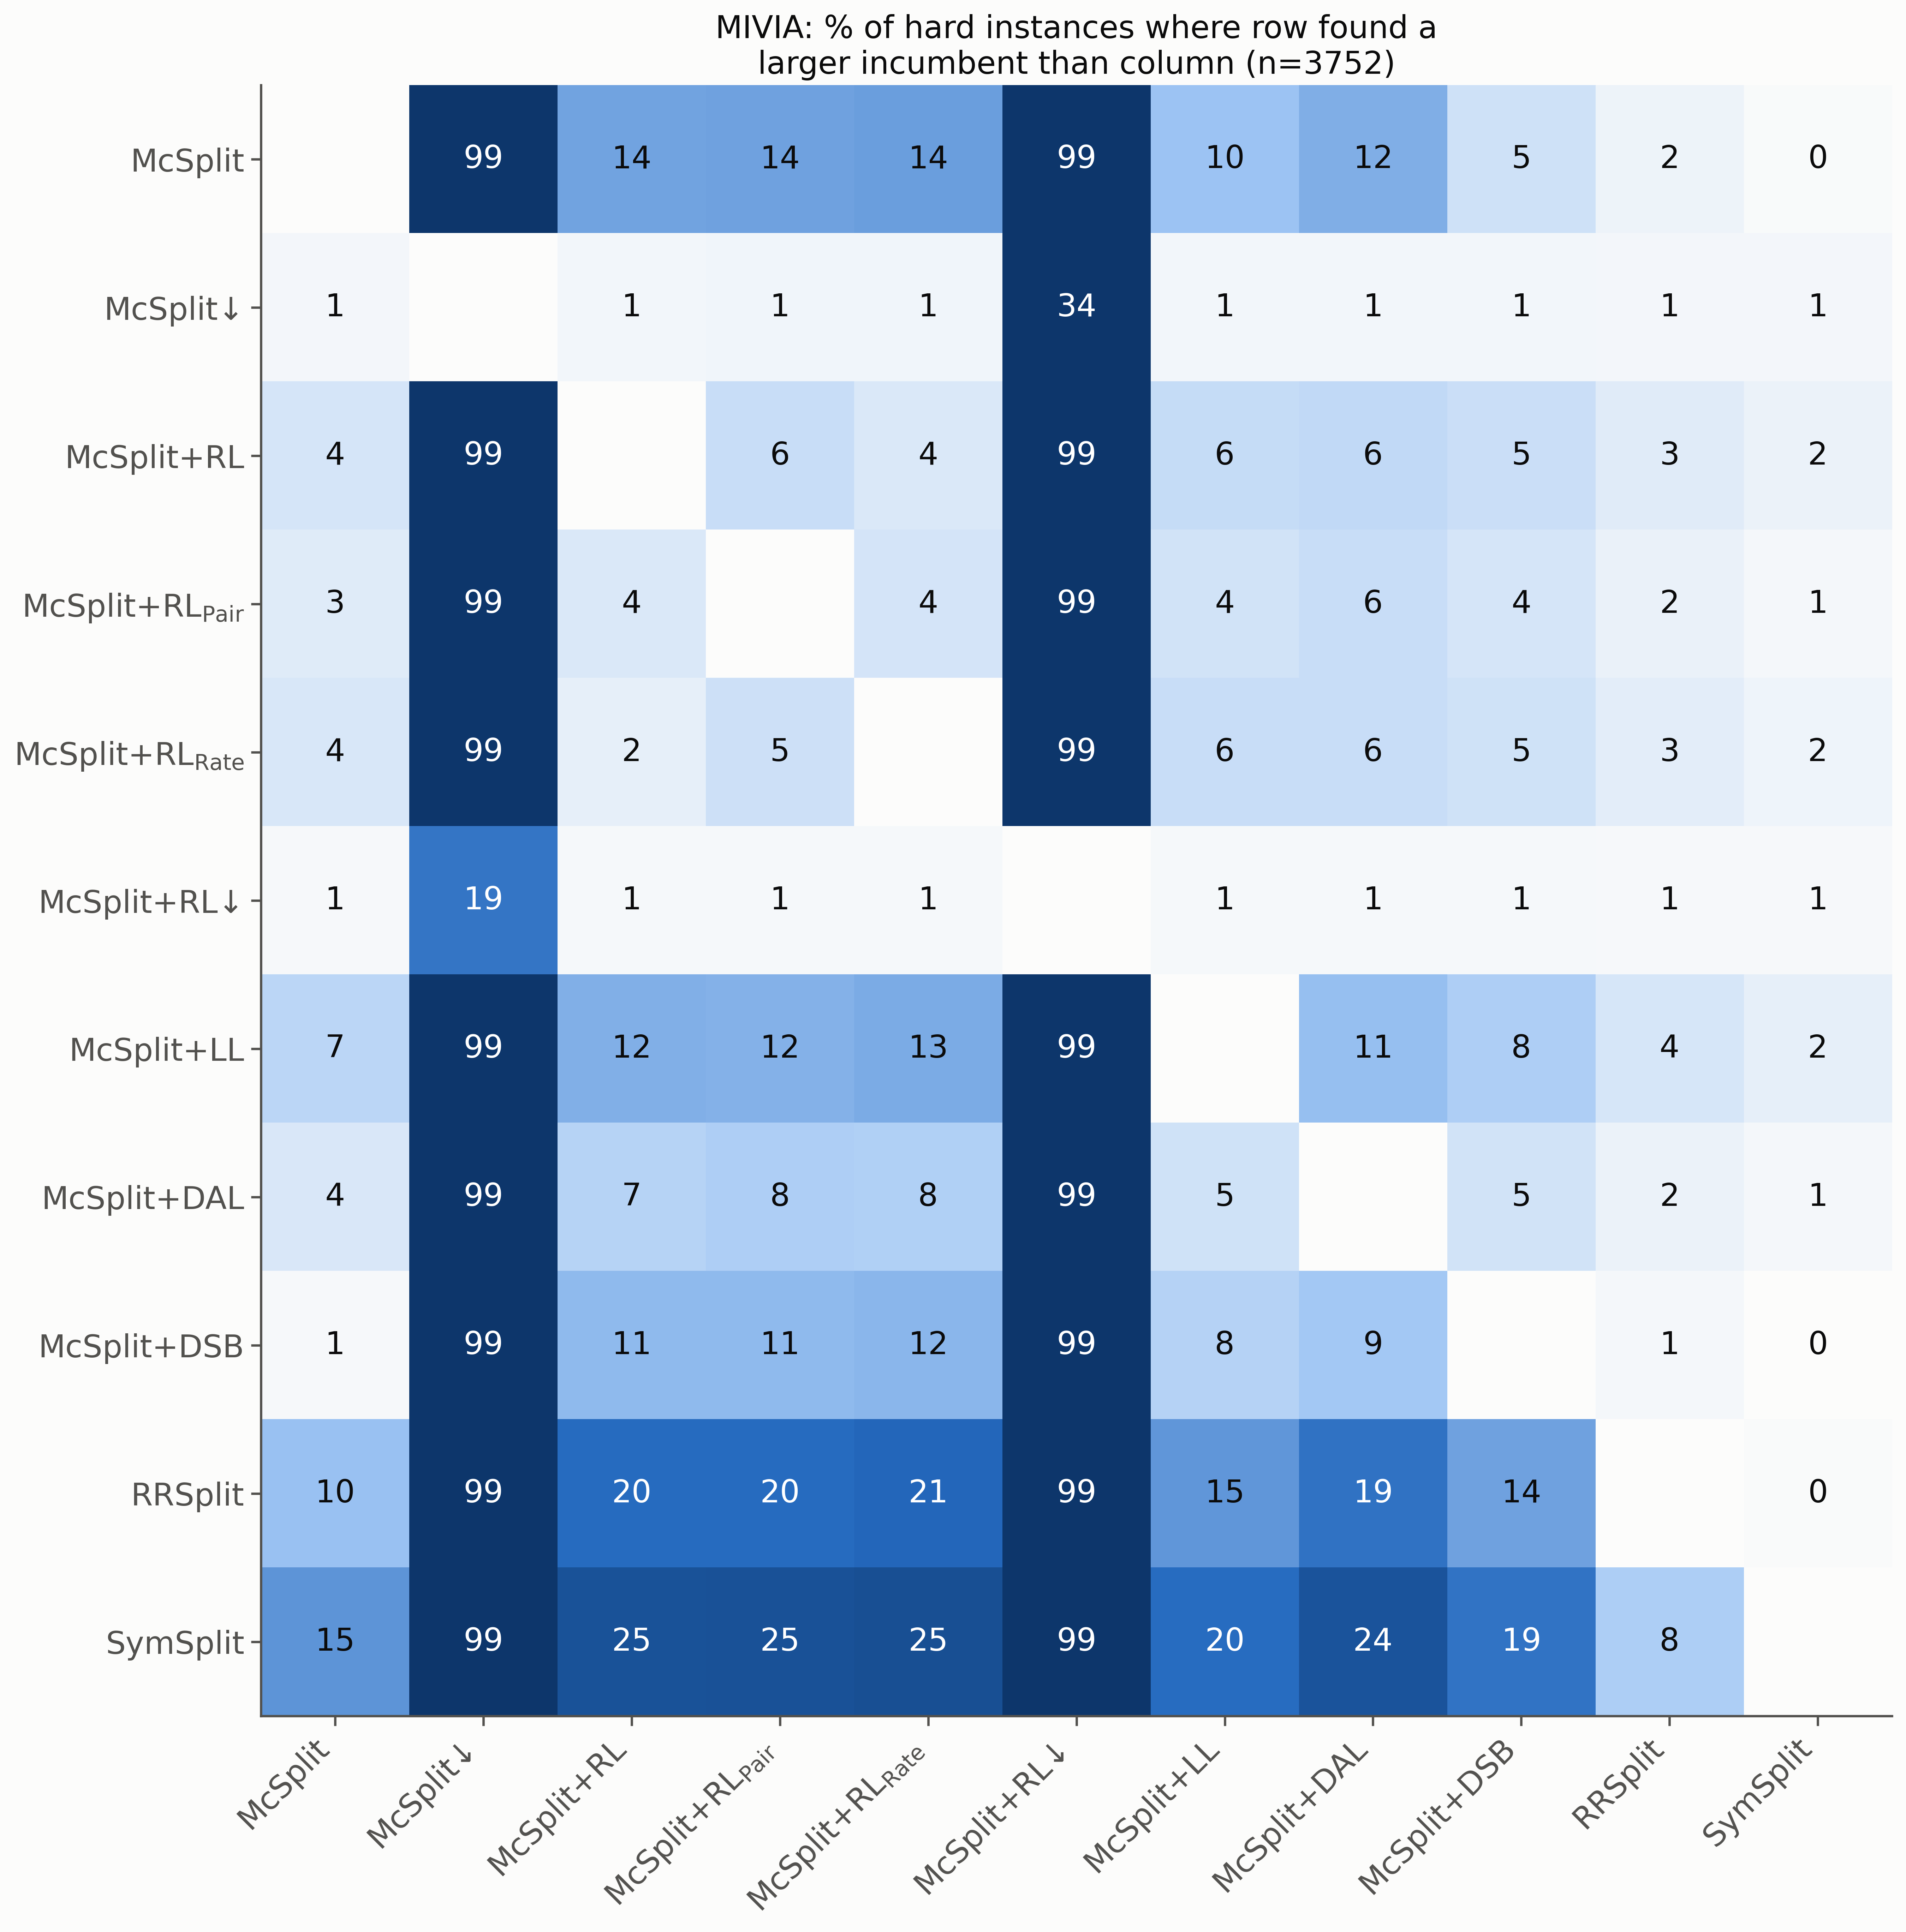 MIVIA: % of hard instances where row found a
larger incumbent than column (n=3752)
McSplit 99 14 14 14 99 10 12 5 2 0
McSplit↓ 1 1 1 1 34 1 1 1 1 1
McSplit+RL 4 99 6 4 99 6 6 5 3 2
McSplit+RLPair 3 99 4 4 99 4 6 4 2 1
McSplit+RLRate 4 99 2 5 99 6 6 5 3 2
McSplit+RL↓ 1 19 1 1 1 1 1 1 1 1
McSplit+LL 7 99 12 12 13 99 11 8 4 2
McSplit+DAL 4 99 7 8 8 99 5 5 2 1
McSplit+DSB 1 99 11 11 12 99 8 9 1 0
RRSplit 10 99 20 20 21 99 15 19 14 0
SymSplit 15 99 25 25 25 99 20 24 19 8
McSplit
McSplit↓
McSplit+RL
McSplit+RLPair
McSplit+RLRate
McSplit+RL↓
McSplit+LL
McSplit+DAL
McSplit+DSB
RRSplit
SymSplit